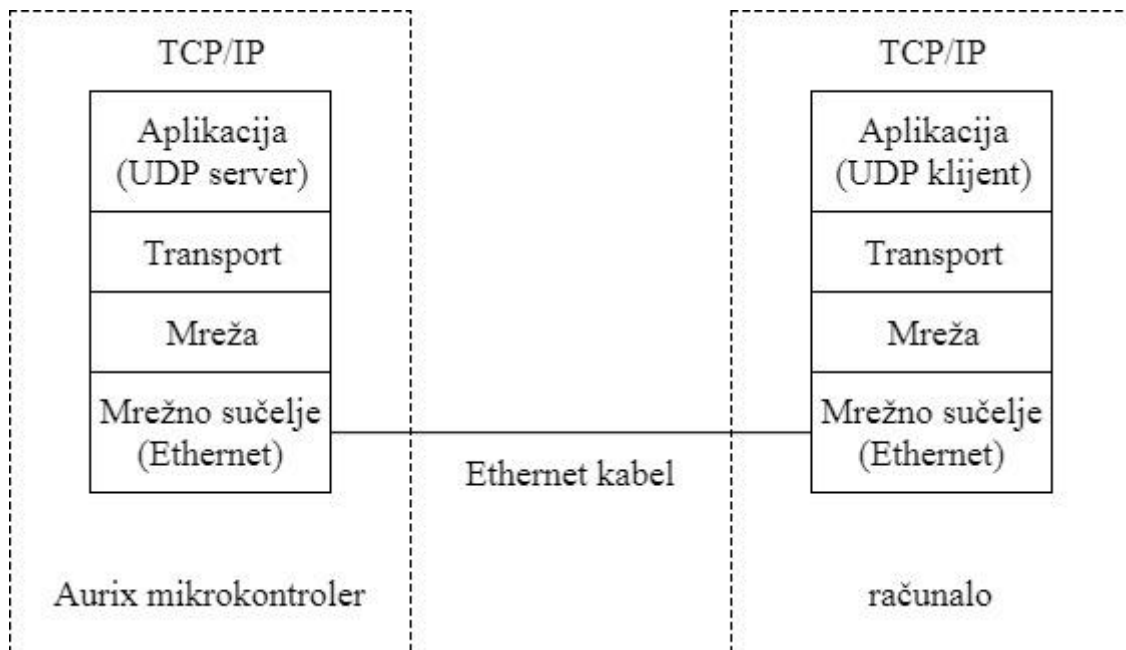 TCP/IP
Aplikacija
(UDP server)
Transport
Mreža
Mrežno sučelje
(Ethernet)
Aurix mikrokontroler
Ethernet kabel
TCP/IP
Aplikacija
(UDP klijent)
Transport
Mreža
Mrežno sučelje
(Ethernet)
računalo